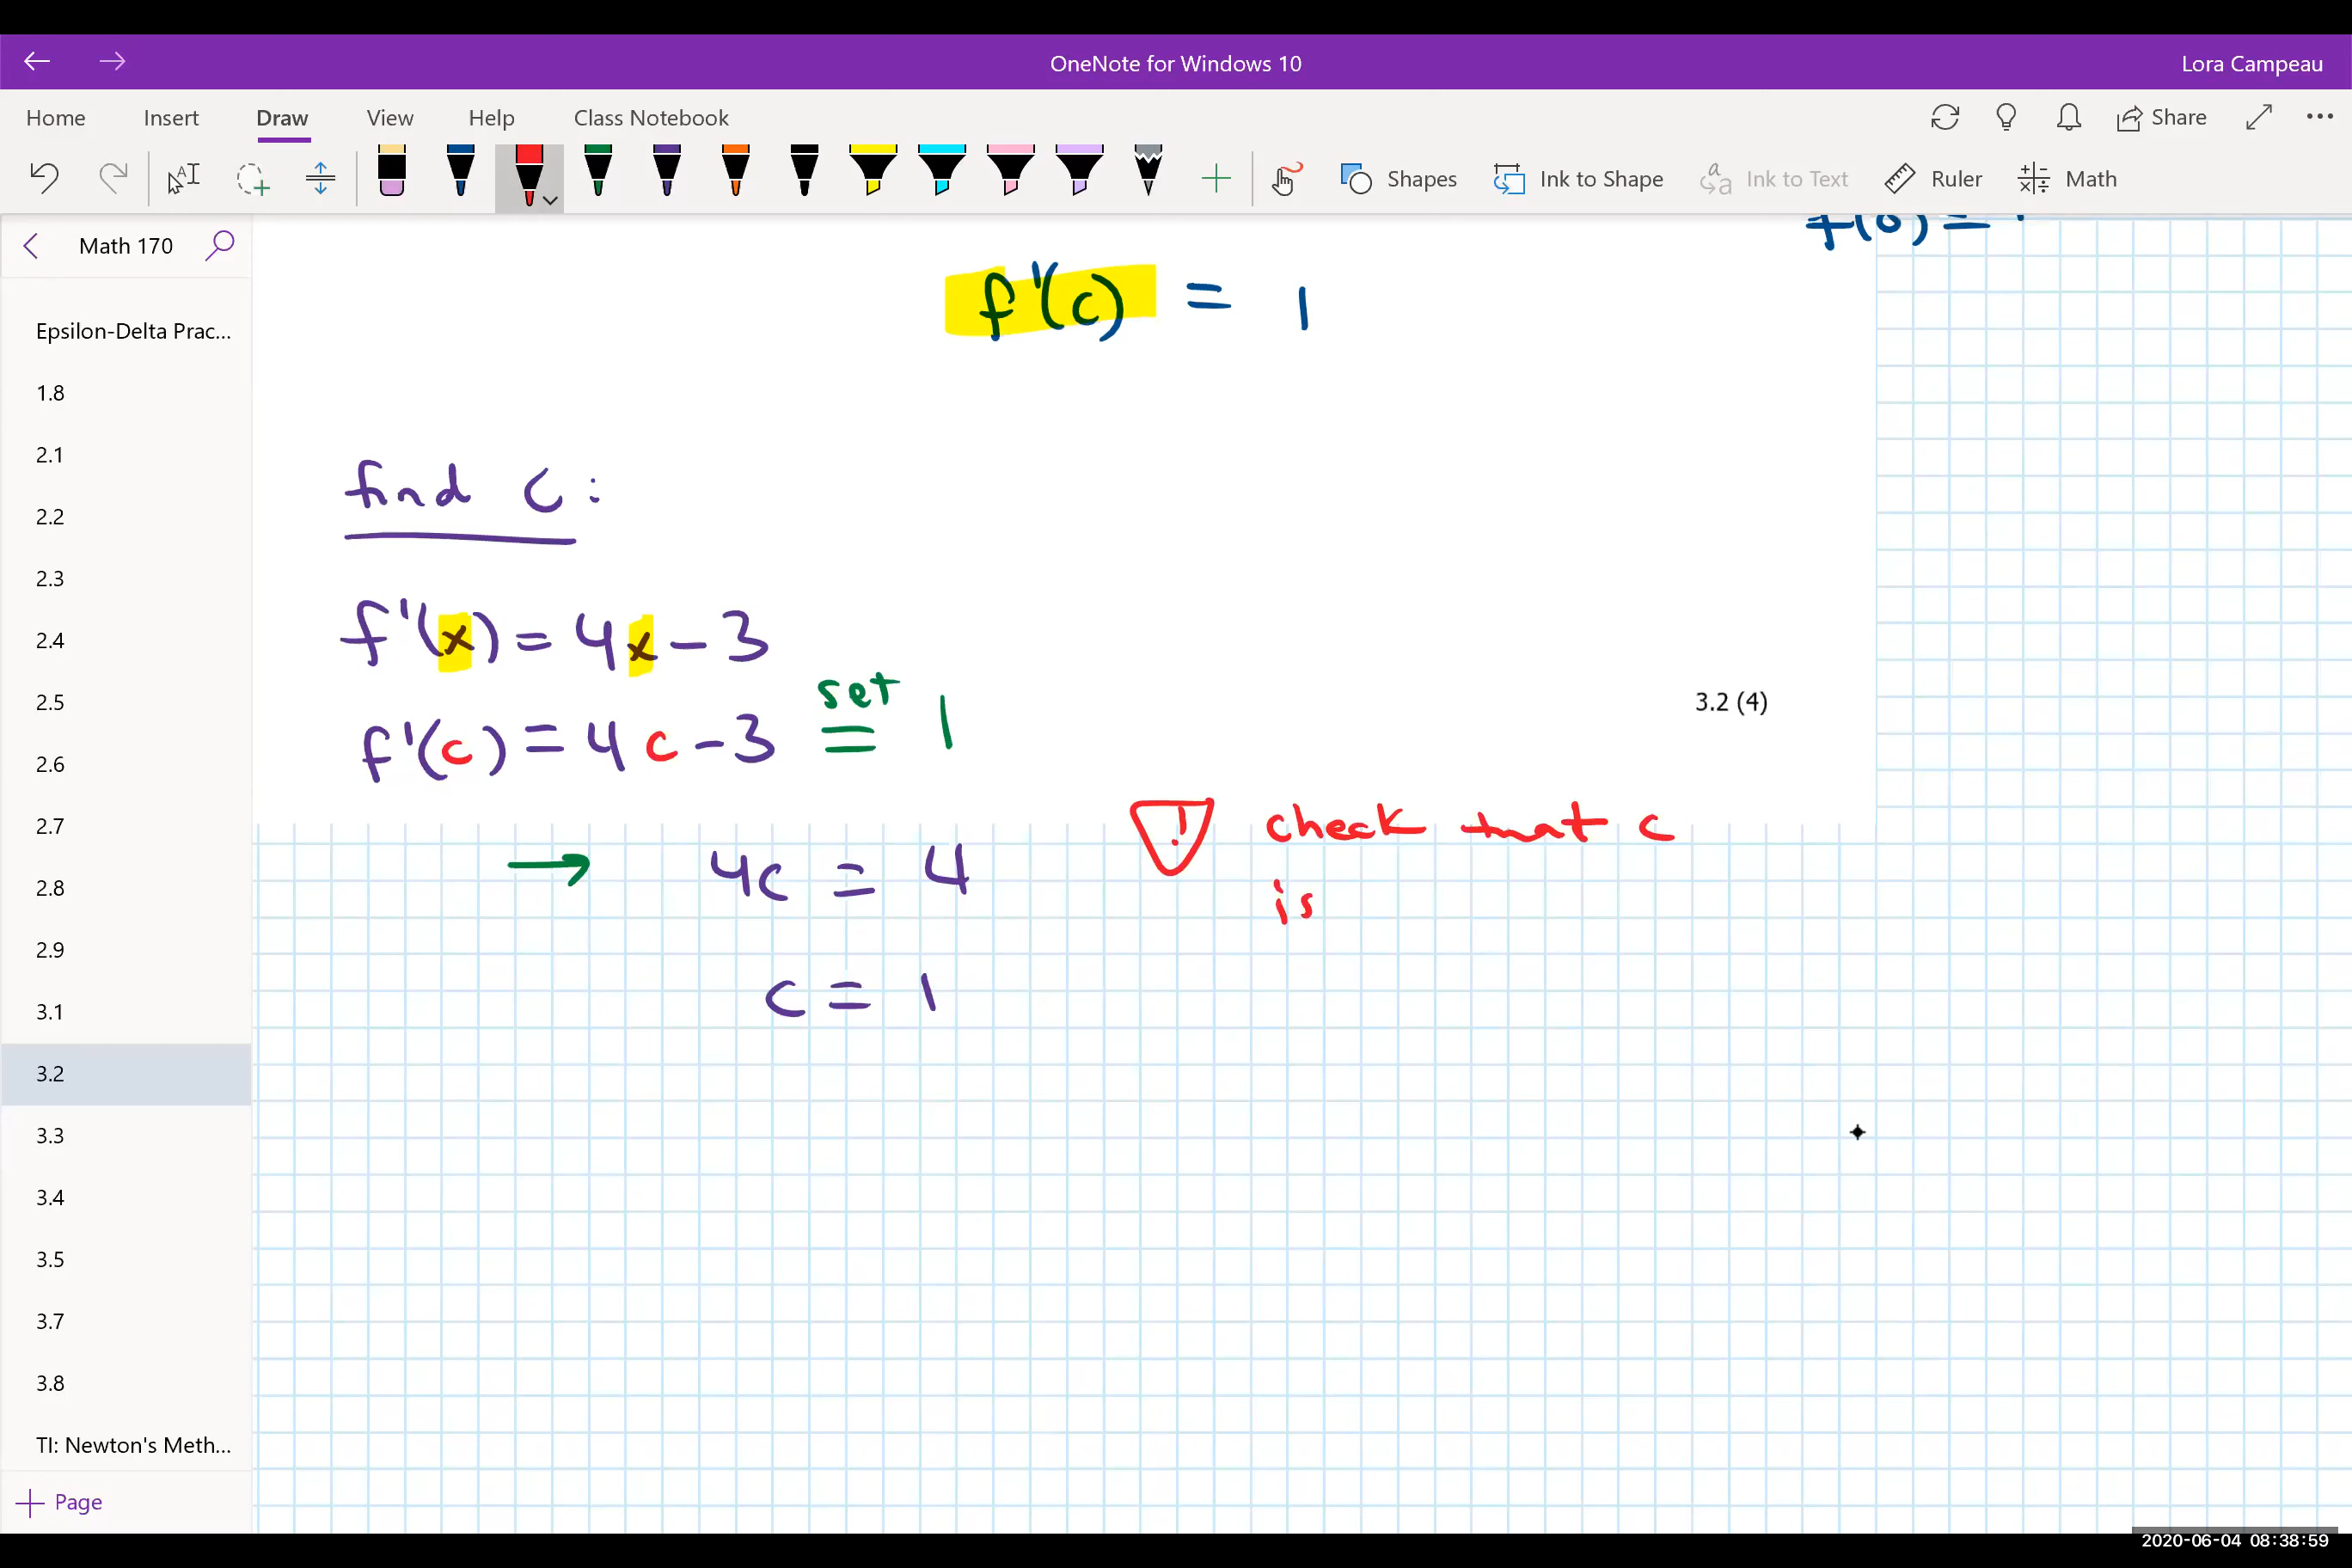 OneNote for Windows 10
Lora Campeau
Home Insert Draw View Help Class Notebook
Share
Shapes Ink to Shape Ink to Text Ruler Math
Math 170
Epsilon-Delta Prac...
1.8
2.1
2.2
2.3
2.4
2.5
2.6
2.7
2.8
2.9
3.1
3.2
3.3
3.4
3.5
3.7
3.8
TI: Newton's Meth...
Page
f'(c) = 1
find c:
f'(x) = 4x - 3
f'(c) = 4c - 3 set = 1
3.2 (4)
→ 4c = 4
c = 1
! check that c
is
2020-06-04 08:38:59